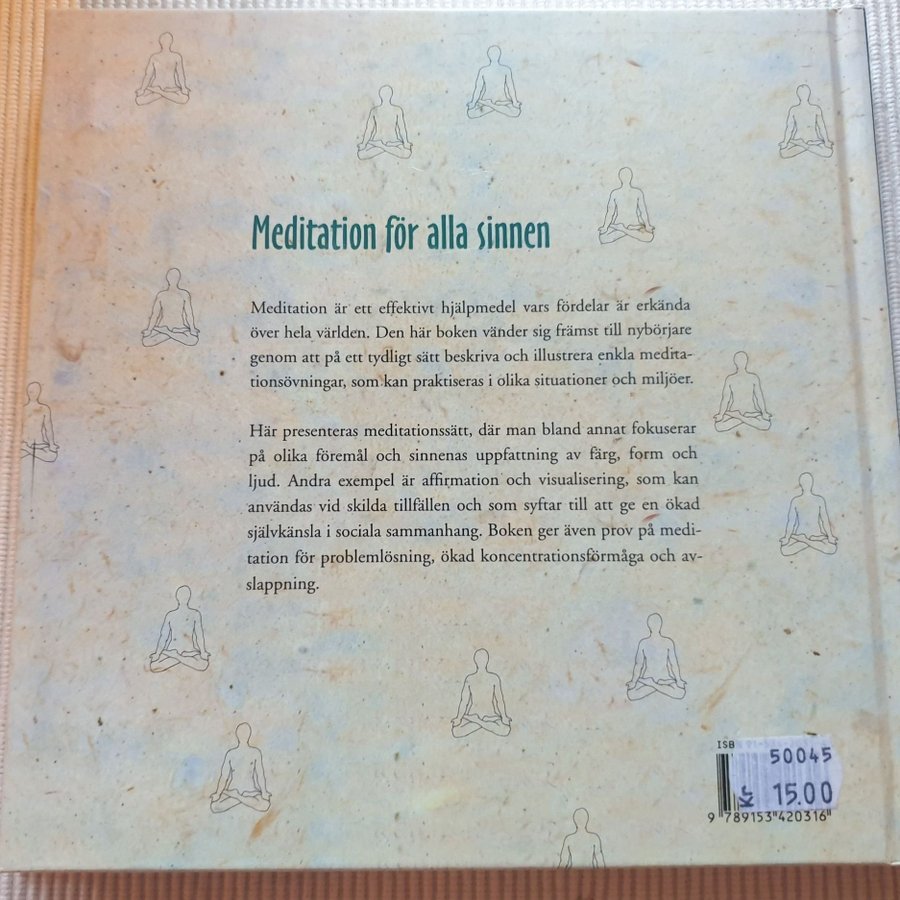 Meditation för alla sinnen
Meditation är ett effektivt hjälpmedel vars fördelar är erkända
över hela världen. Den här boken vänder sig främst till nybörjare
genom att på ett tydligt sätt beskriva och illustrera enkla medita-
tionsövningar, som kan praktiseras i olika situationer och miljöer.
Här presenteras meditationssätt, där man bland annat fokuserar
på olika föremål och sinnenas uppfattning av färg, form och
ljud. Andra exempel är affirmation och visualisering, som kan
användas vid skilda tillfällen och som syftar till att ge en ökad
självkänsla i sociala sammanhang. Boken ger även prov på medi-
tation för problemlösning, ökad koncentrationsförmåga och av-
slappning.
ISB
50045
Kr 15.00
9 789153 420316